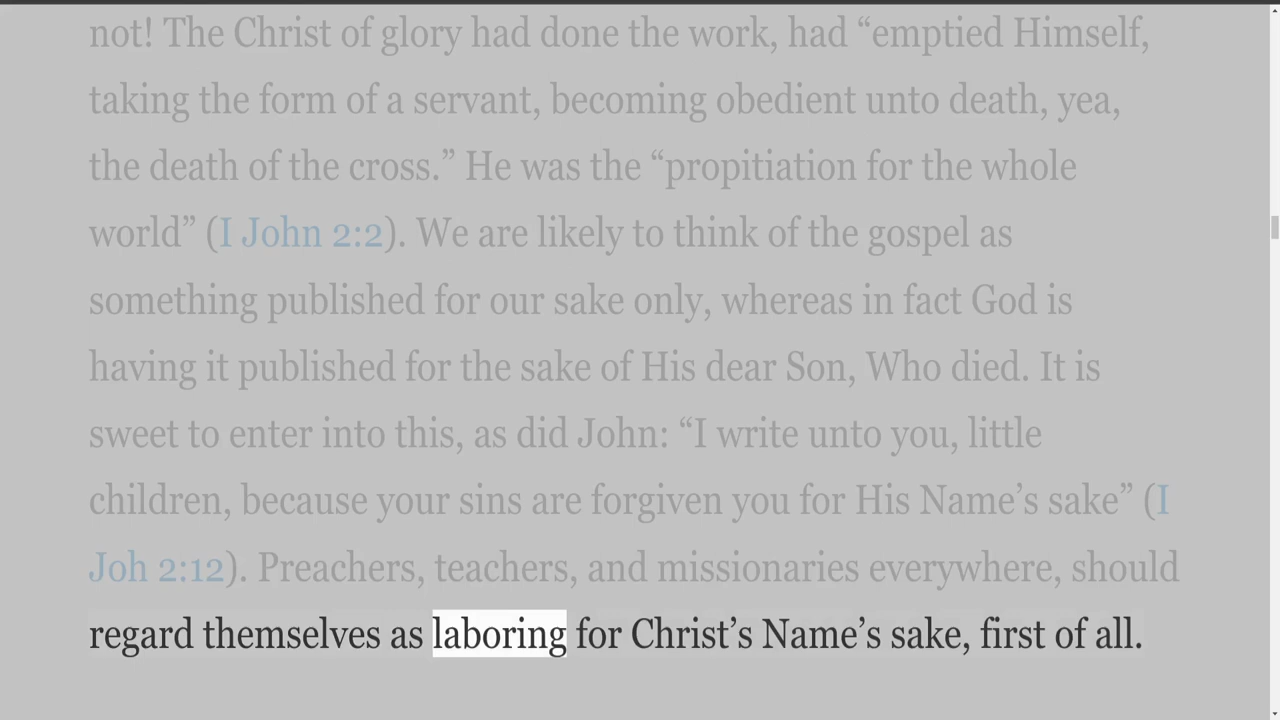 not! The Christ of glory had done the work, had “emptied Himself,
taking the form of a servant, becoming obedient unto death, yea,
the death of the cross.” He was the “propitiation for the whole
world” (I John 2:2). We are likely to think of the gospel as
something published for our sake only, whereas in fact God is
having it published for the sake of His dear Son, Who died. It is
sweet to enter into this, as did John: “I write unto you, little
children, because your sins are forgiven you for His Name’s sake” (I
Joh 2:12). Preachers, teachers, and missionaries everywhere, should
regard themselves as laboring for Christ’s Name’s sake, first of all.